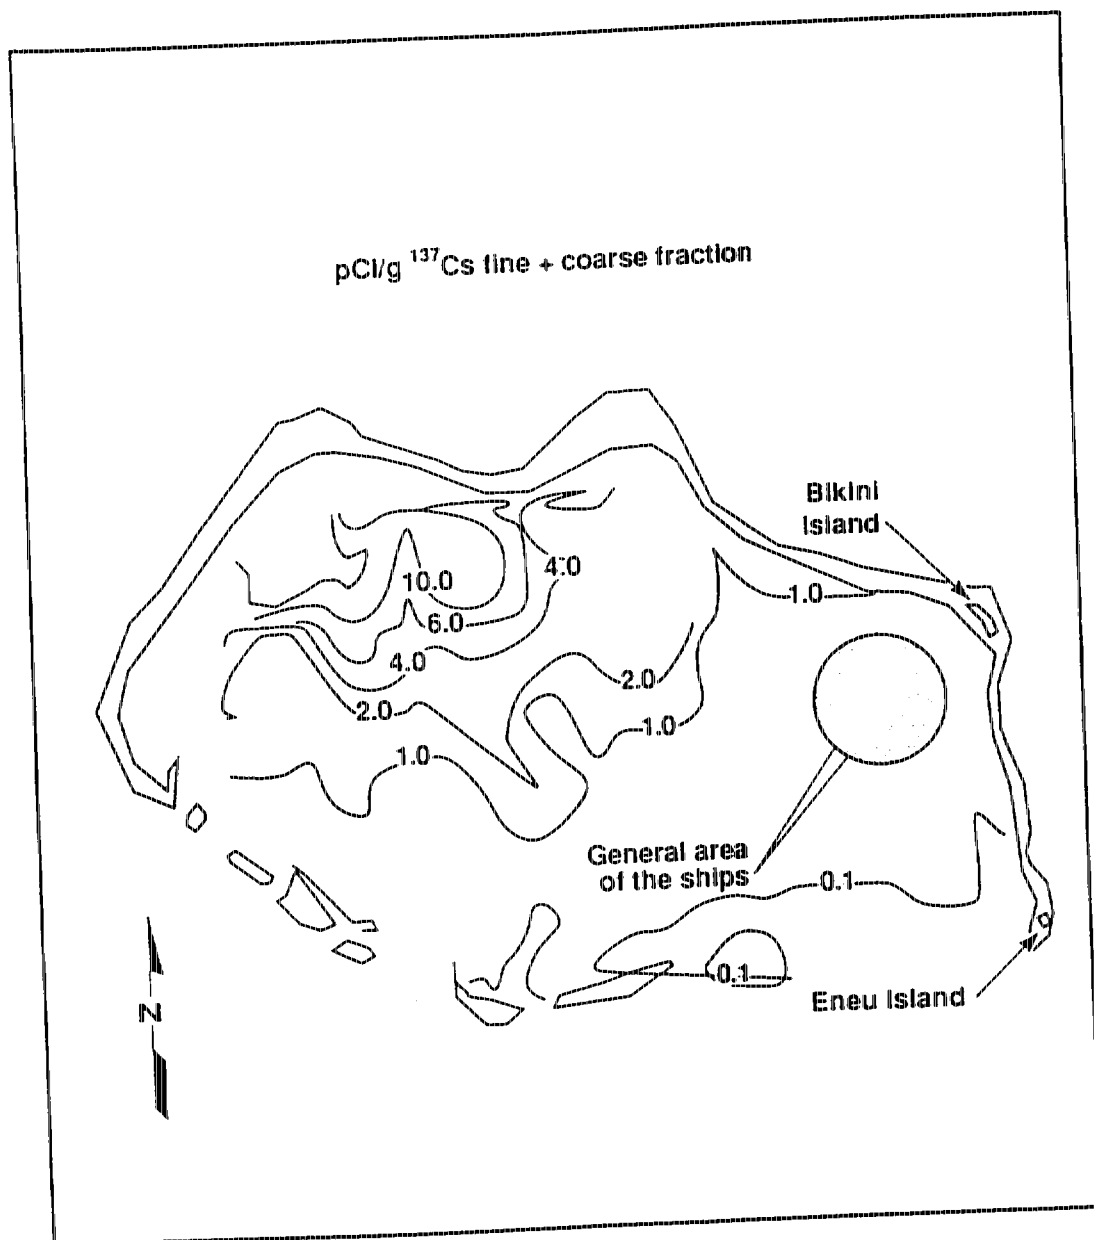 pCi/g ¹³⁷Cs fine + coarse fraction
Bikini
Island
4.0
10.0
1.0
6.0
4.0
2.0
2.0
1.0
1.0
General area
of the ships
0.1
0.1
Eneu Island
N